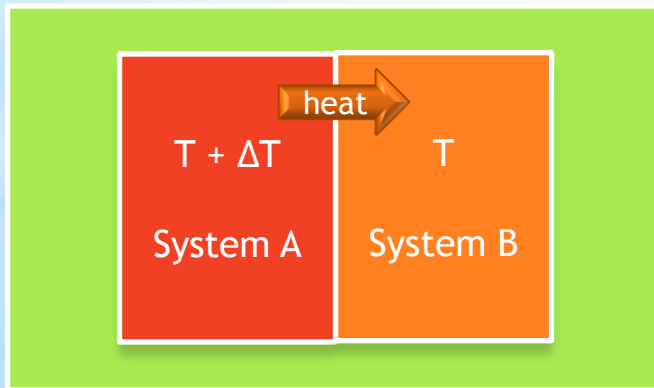 heat
T + ΔT
T
System A
System B